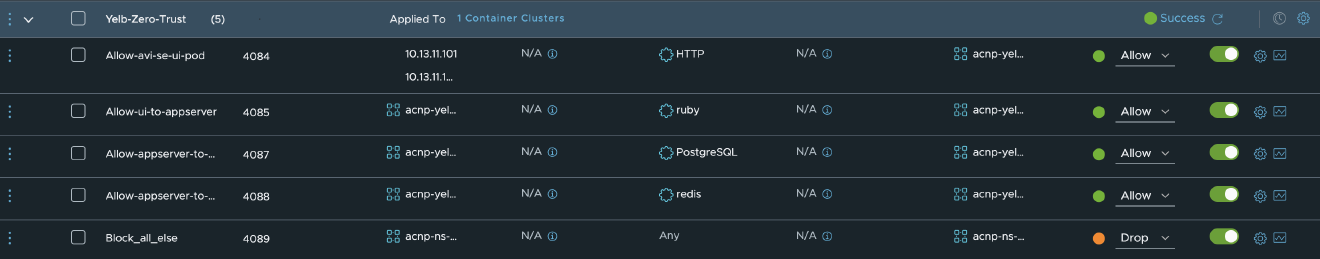 Yelb-Zero-Trust (5) Applied To 1 Container Clusters Success
Allow-avi-se-ui-pod 4084 10.13.11.101 N/A HTTP N/A acnp-yel... Allow
10.13.11.1...
Allow-ui-to-appserver 4085 acnp-yel... N/A ruby N/A acnp-yel... Allow
Allow-appserver-to-... 4087 acnp-yel... N/A PostgreSQL N/A acnp-yel... Allow
Allow-appserver-to-... 4088 acnp-yel... N/A redis N/A acnp-yel... Allow
Block_all_else 4089 acnp-ns-... N/A Any N/A acnp-ns-... Drop